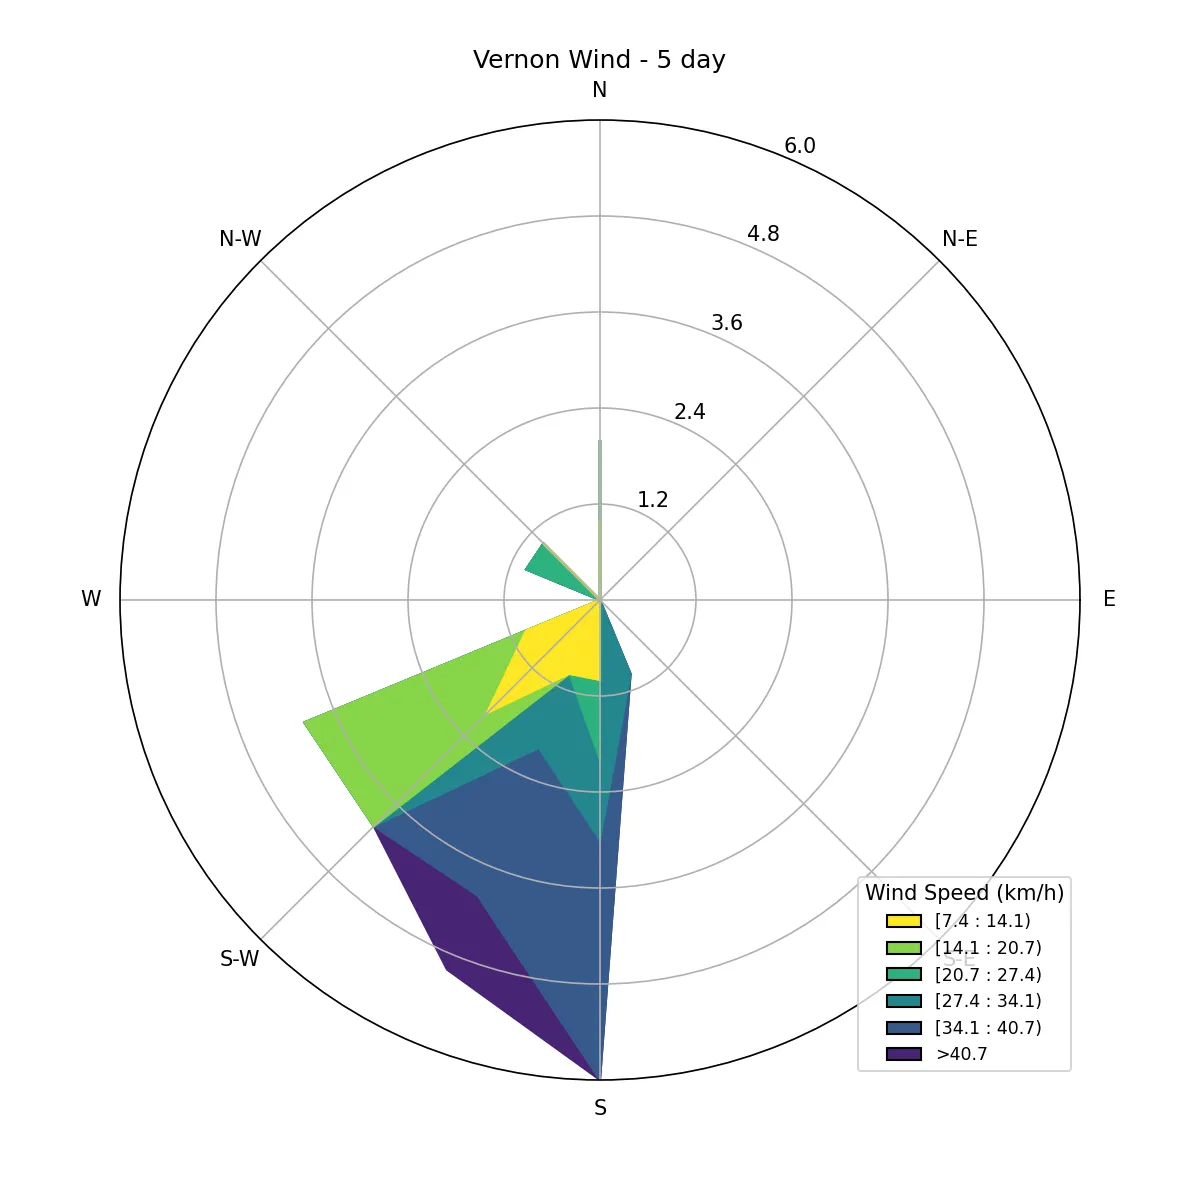 Vernon Wind - 5 day
N
6.0
4.8
N-W
N-E
3.6
2.4
1.2
W
E
Wind Speed (km/h)
[7.4 : 14.1)
[14.1 : 20.7)
S-W
S-E
[20.7 : 27.4)
[27.4 : 34.1)
[34.1 : 40.7)
>40.7
S